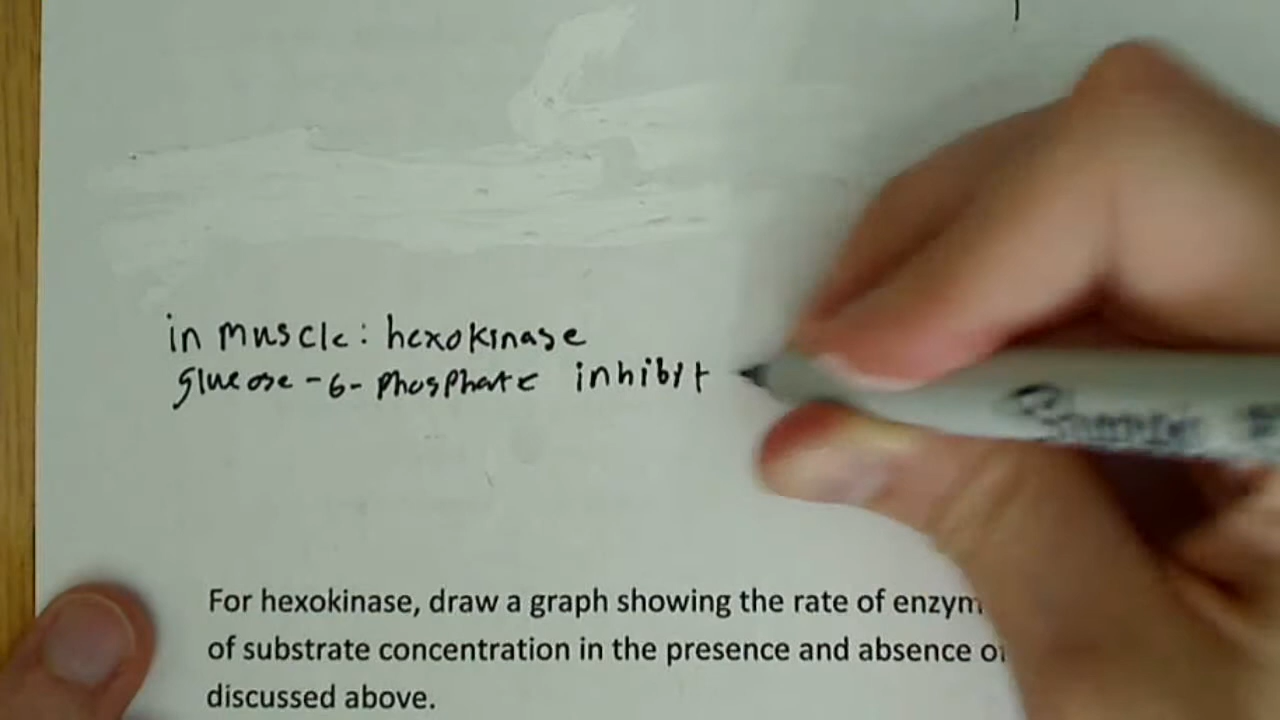 in muscle: hexokinase
glucose-6-phosphate inhibit
For hexokinase, draw a graph showing the rate of
of substrate concentration in the presence and absence
discussed above.